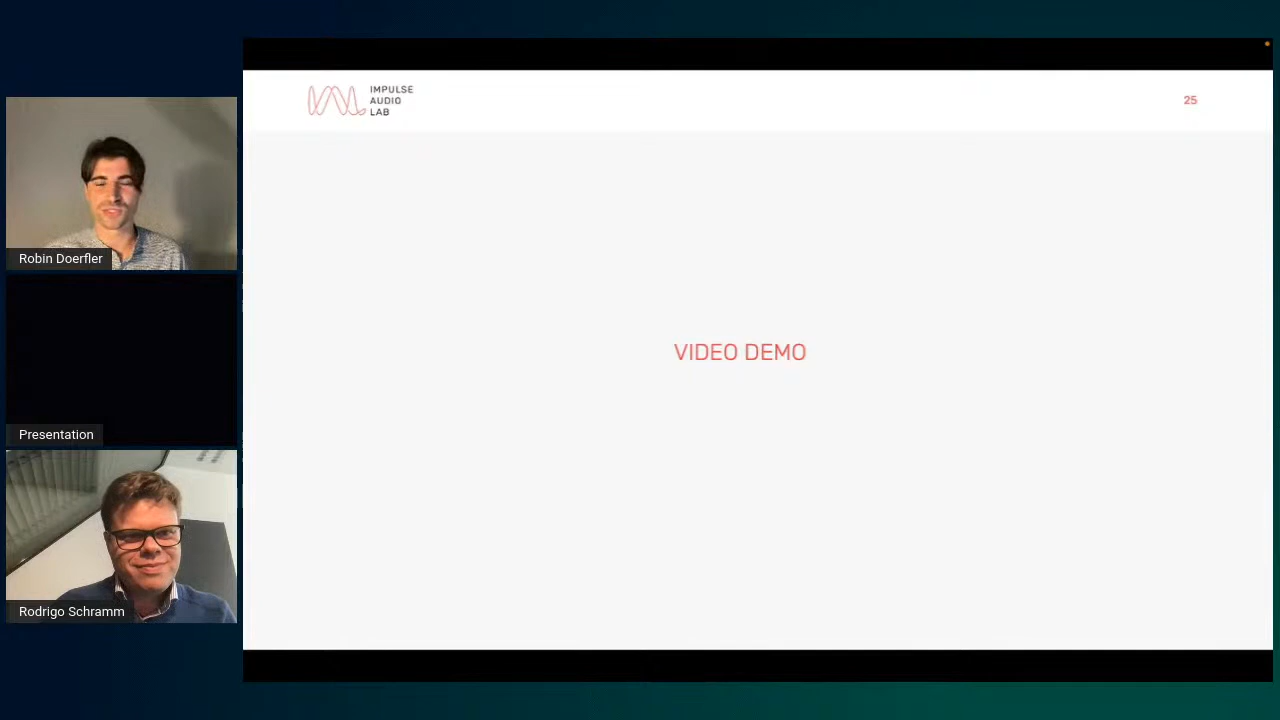 IMPULSE
AUDIO
LAB
25
Robin Doerfler
VIDEO DEMO
Presentation
Rodrigo Schramm